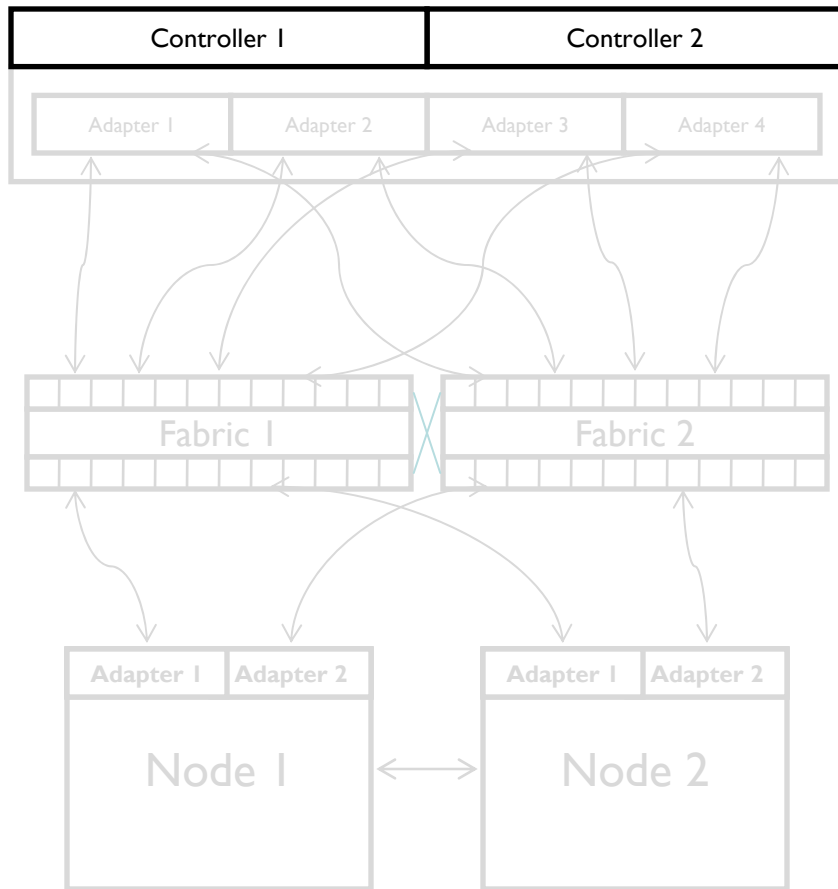 Controller 1 Controller 2
Adapter 1 Adapter 2 Adapter 3 Adapter 4
Fabric 1 Fabric 2
Adapter 1 Adapter 2 Adapter 1 Adapter 2
Node 1 Node 2